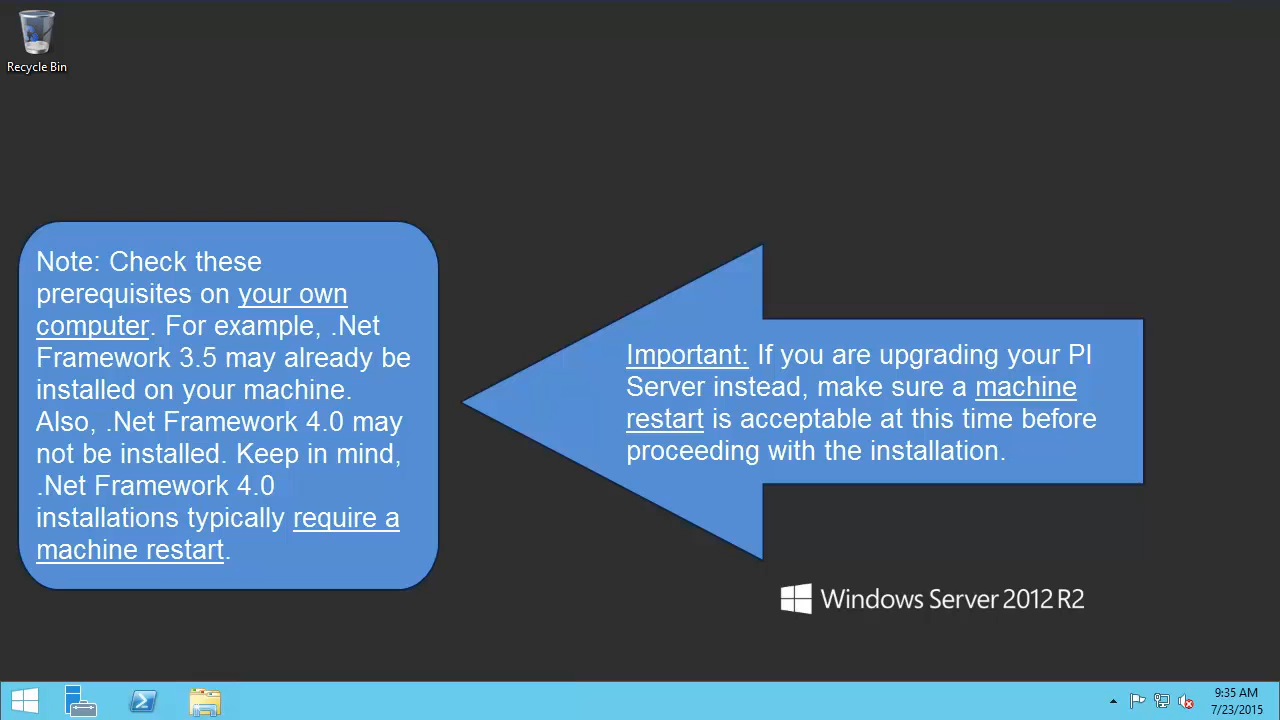 Recycle Bin
Note: Check these
prerequisites on your own
computer. For example, .Net
Framework 3.5 may already be
installed on your machine.
Also, .Net Framework 4.0 may
not be installed. Keep in mind,
.Net Framework 4.0
installations typically require a
machine restart.
Important: If you are upgrading your PI
Server instead, make sure a machine
restart is acceptable at this time before
proceeding with the installation.
Windows Server 2012 R2
9:35 AM
7/23/2015